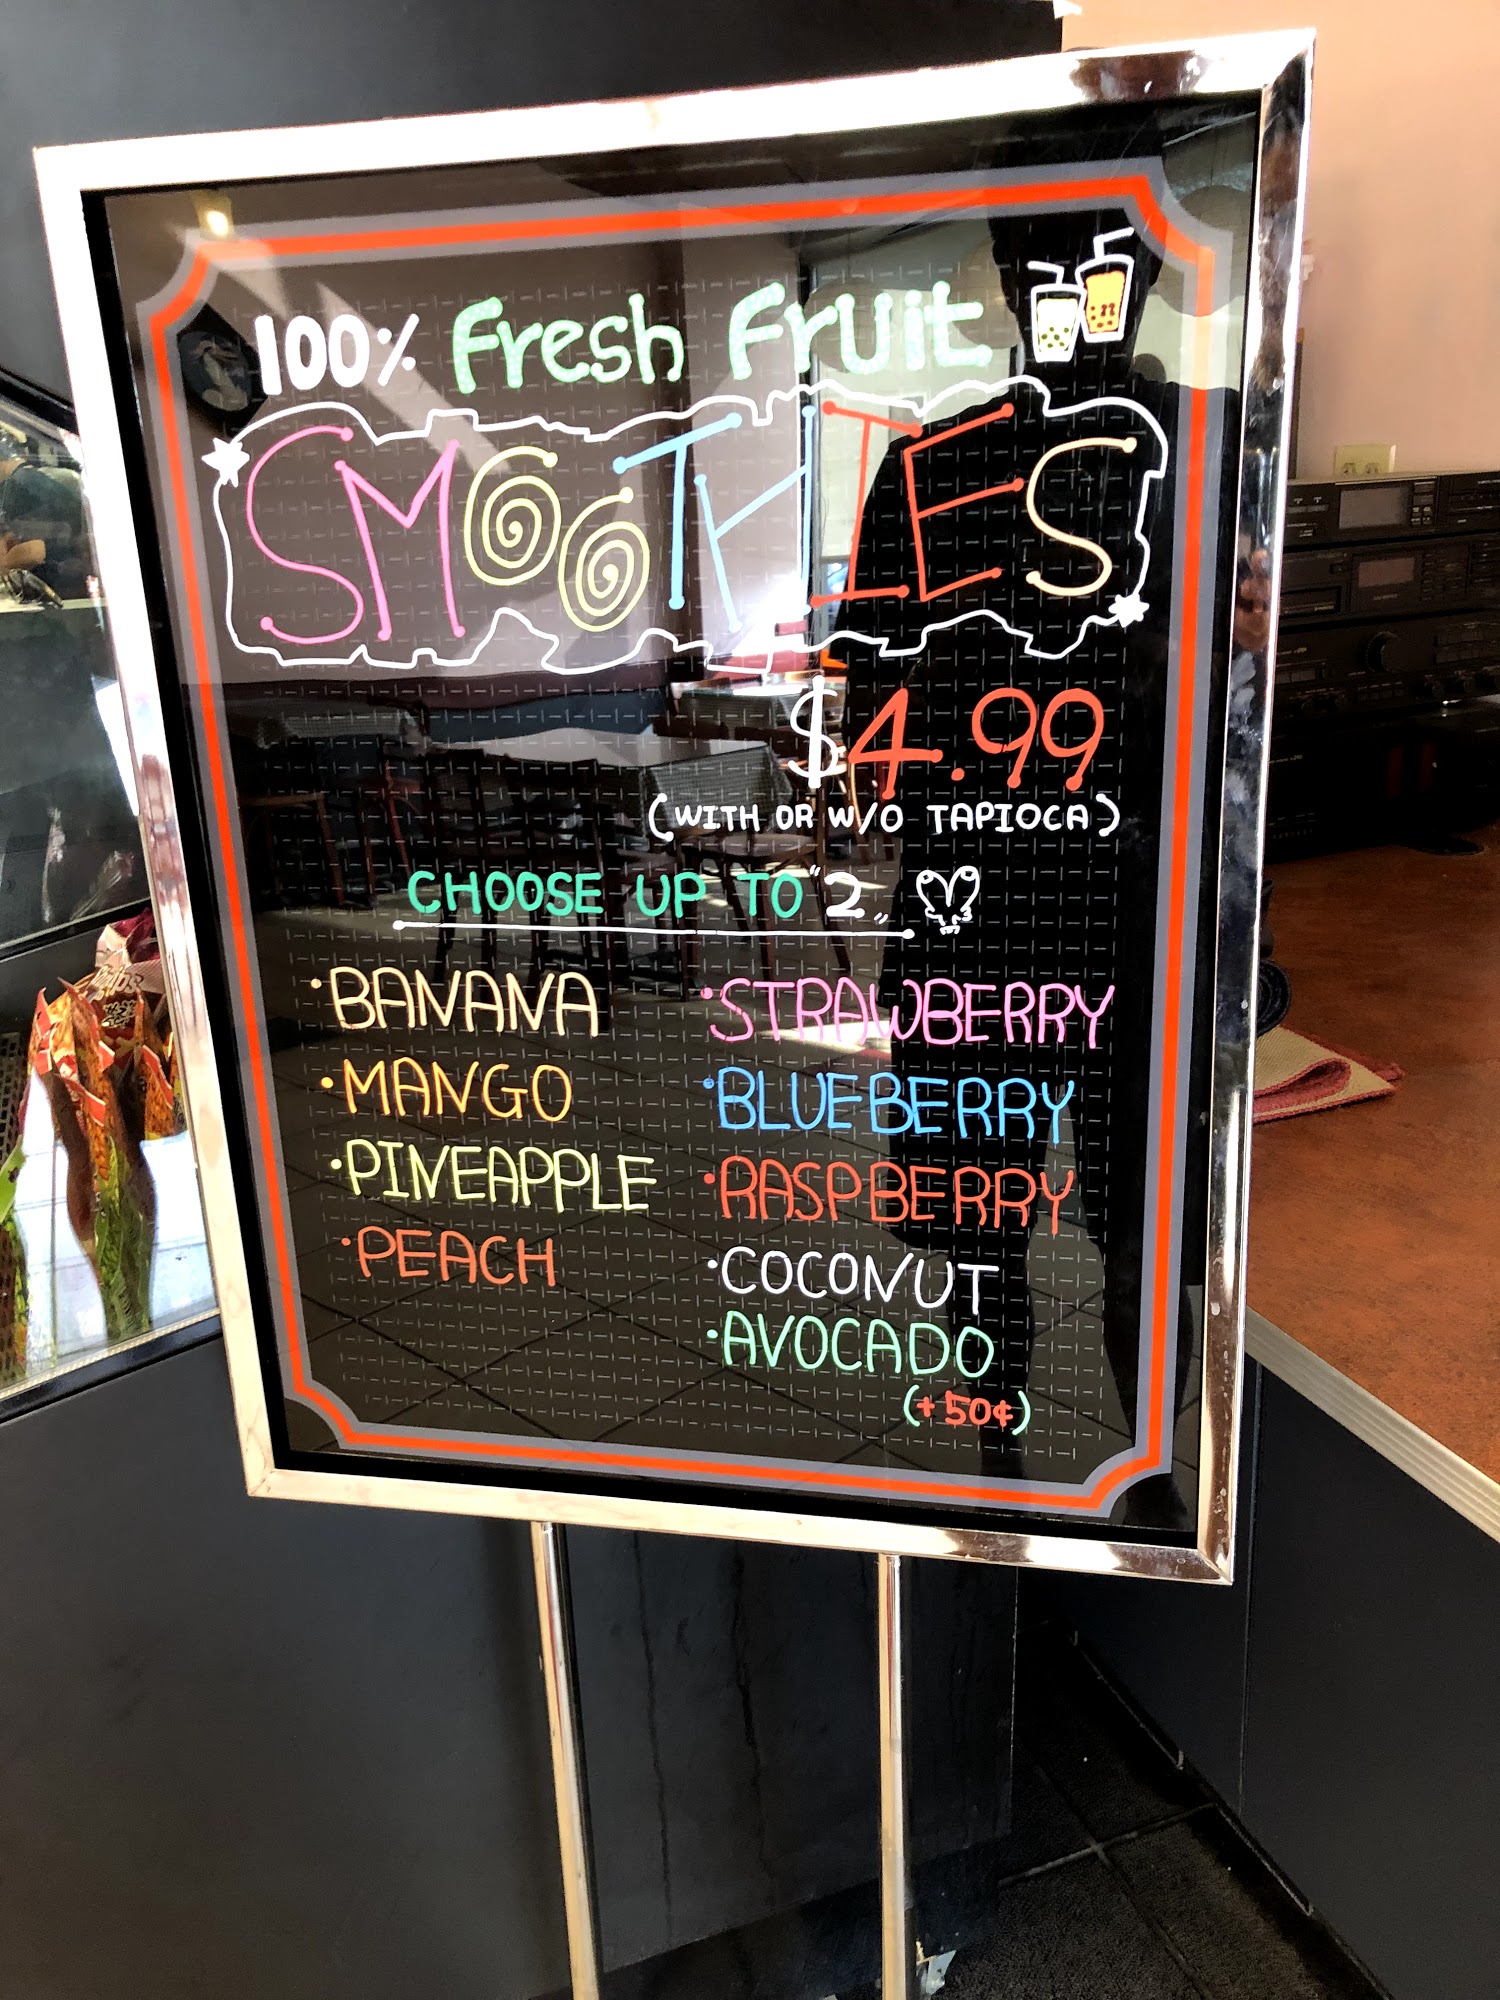 100% Fresh Fruit
SMOOTHIES
$4.99
(WITH OR W/O TAPIOCA)
CHOOSE UP TO "2"
·BANANA
·MANGO
·PINEAPPLE
·PEACH
·STRAWBERRY
·BLUEBERRY
·RASPBERRY
·COCONUT
·AVOCADO
(+50¢)